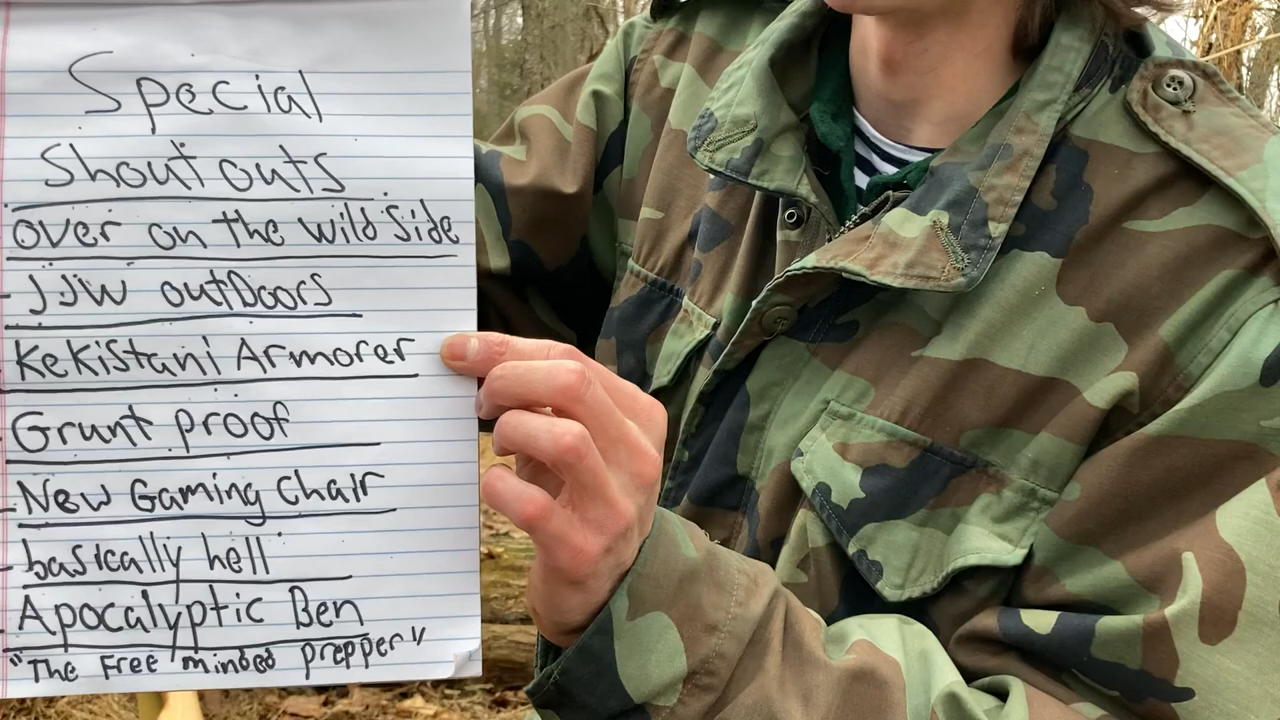 Special
Shout outs
over on the wild side
- JJW outDoors
Kekistani Armorer
- Grunt proof
- New Gaming Chair
- basically hell
- Apocalyptic Ben
"The Free minded prepper"